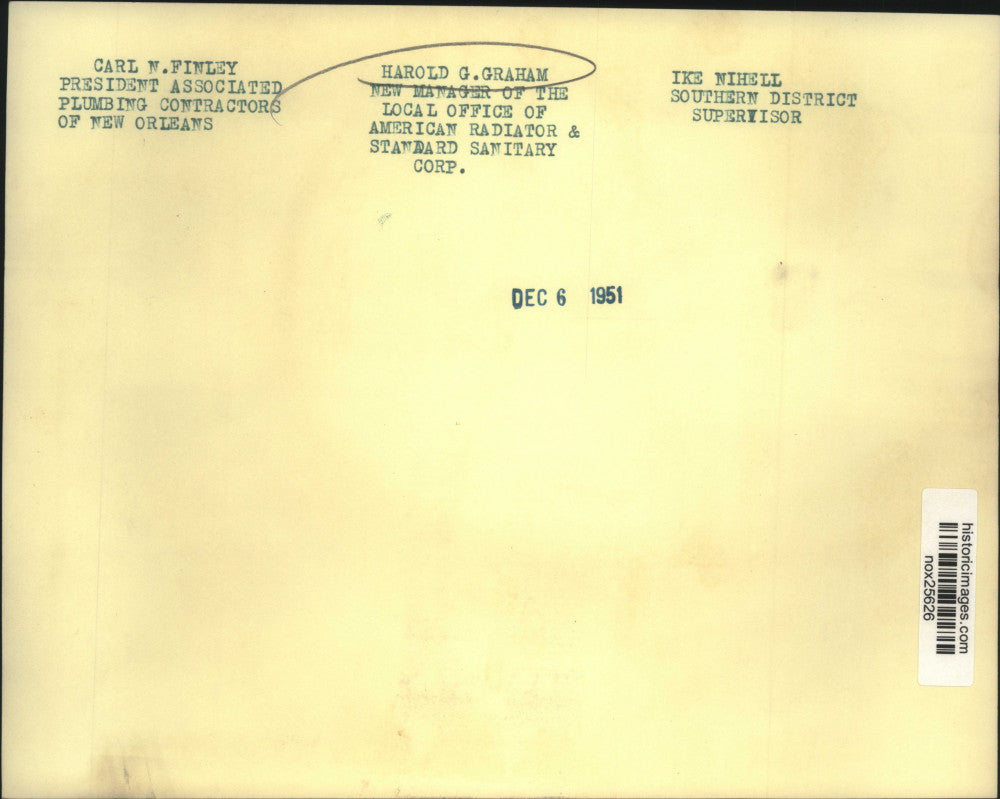 CARL N.FINLEY
PRESIDENT ASSOCIATED
PLUMBING CONTRACTORS
OF NEW ORLEANS
HAROLD G.GRAHAM
NEW MANAGER OF THE
LOCAL OFFICE OF
AMERICAN RADIATOR &
STANDARD SANITARY
CORP.
IKE NIHELL
SOUTHERN DISTRICT
SUPERVISOR
DEC 6 1951
historicimages.com
nox25626